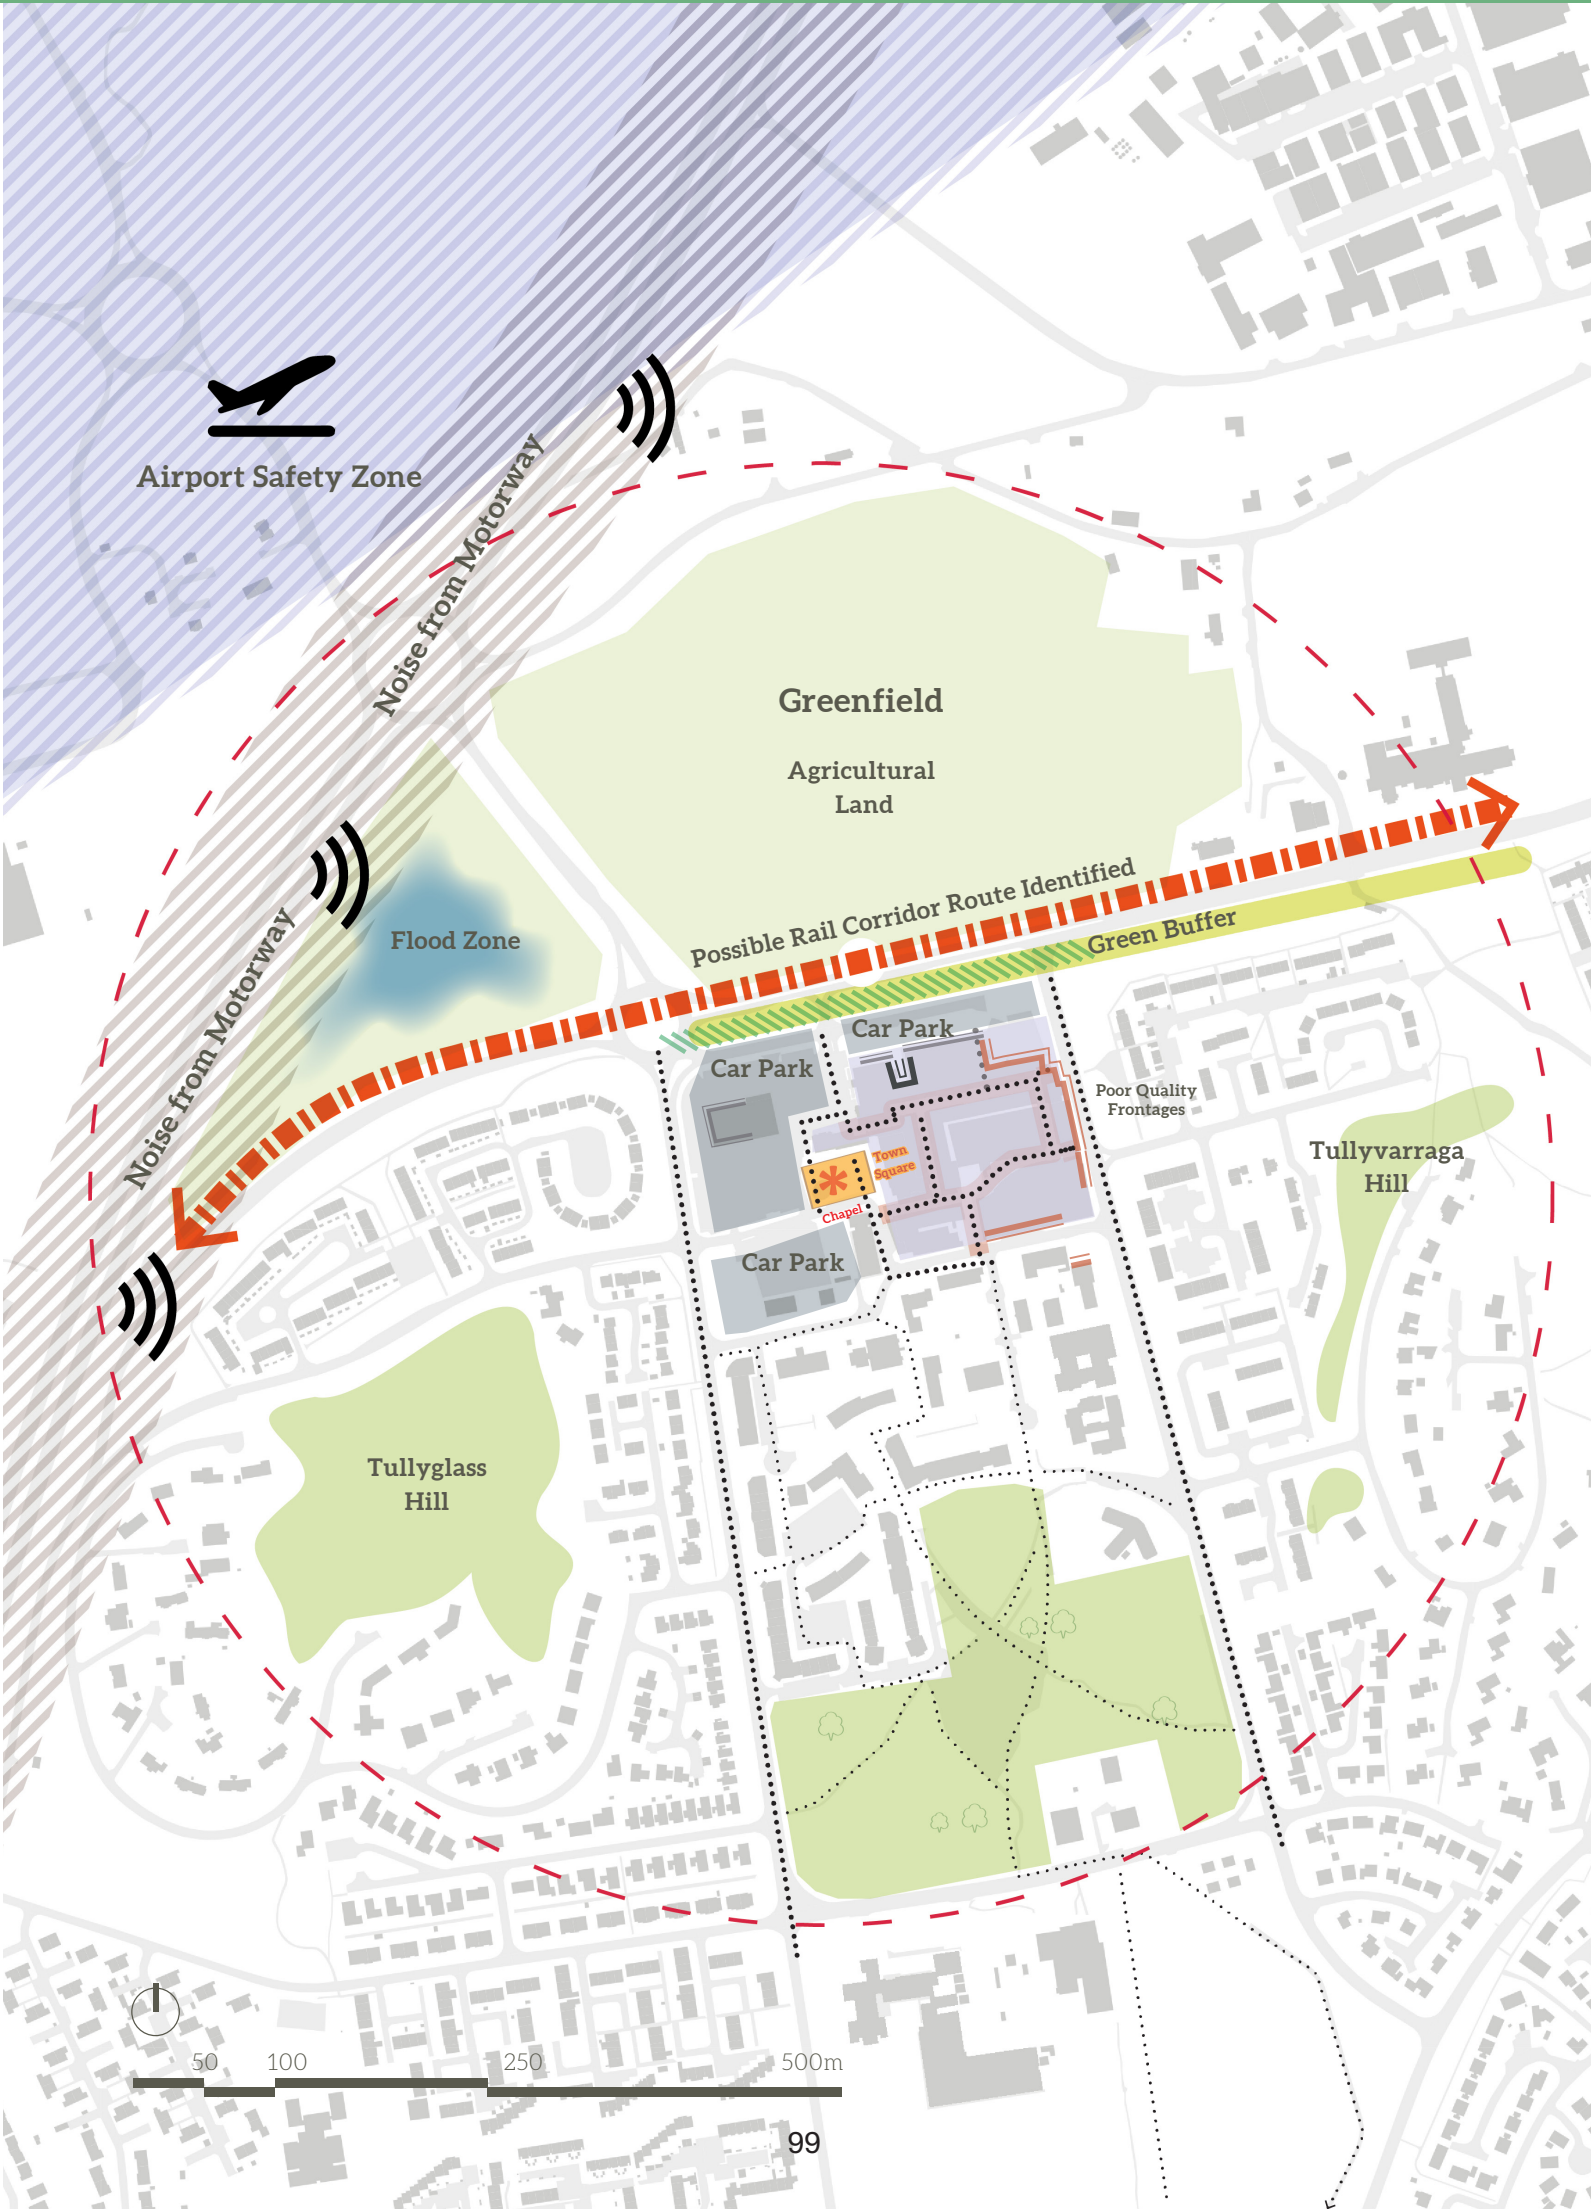 Airport Safety Zone
Noise from Motorway
Greenfield
Agricultural
Land
Possible Rail Corridor Route Identified
Green Buffer
Flood Zone
Noise from Motorway
Car Park
Car Park
Poor Quality
Frontages
Town
Square
Tullyvarraga
Hill
Chapel
Car Park
Tullyglass
Hill
50 100 250 500m
99